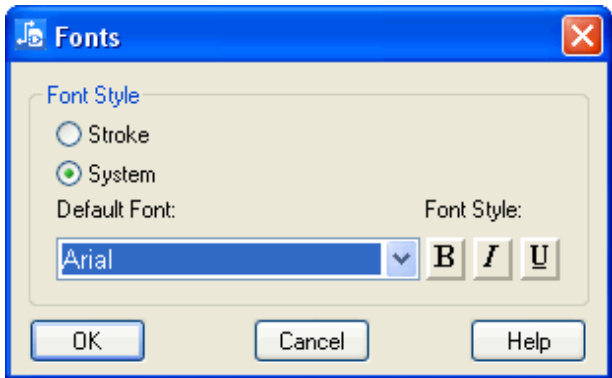 Fonts
Font Style
Stroke
System
Default Font: Font Style:
Arial B I U
OK Cancel Help